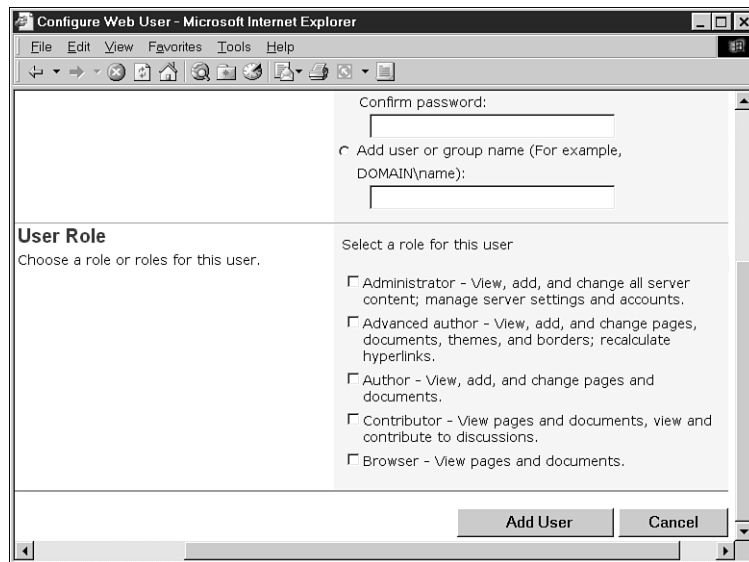 Configure Web User - Microsoft Internet Explorer
File Edit View Favorites Tools Help
Confirm password:
Add user or group name (For example,
DOMAIN\name):
User Role
Choose a role or roles for this user.
Select a role for this user
Administrator - View, add, and change all server
content; manage server settings and accounts.
Advanced author - View, add, and change pages,
documents, themes, and borders; recalculate
hyperlinks.
Author - View, add, and change pages and
documents.
Contributor - View pages and documents, view and
contribute to discussions.
Browser - View pages and documents.
Add User Cancel